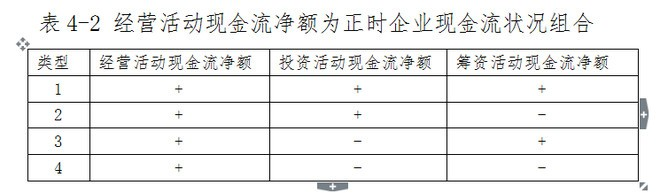 表 4-2 经营活动现金流净额为正时企业现金流状况组合
类型 经营活动现金流净额 投资活动现金流净额 筹资活动现金流净额
1 + + +
2 + + -
3 + - +
4 + - -